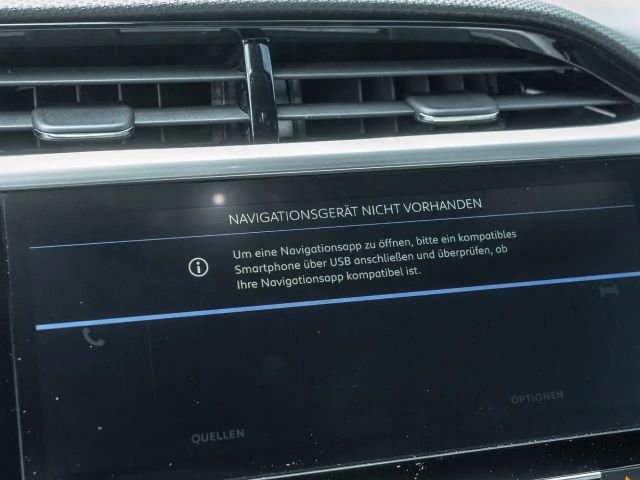 NAVIGATIONSGERÄT NICHT VORHANDEN
Um eine Navigationsapp zu öffnen, bitte ein kompatibles
Smartphone über USB anschließen und überprüfen, ob
Ihre Navigationsapp kompatibel ist.
OPTIONEN
QUELLEN